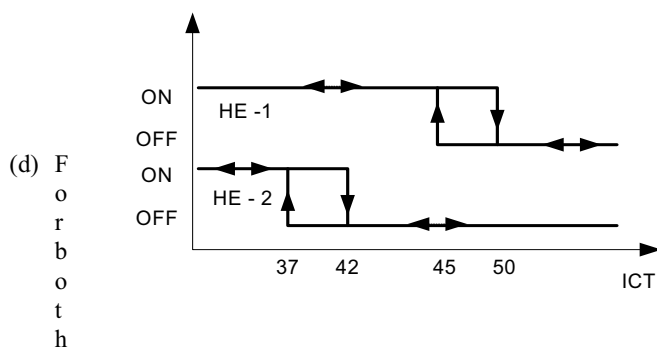 ON
HE -1
OFF
(d) F
o
r
b
o
t
h
ON
HE - 2
OFF
37 42 45 50
ICT